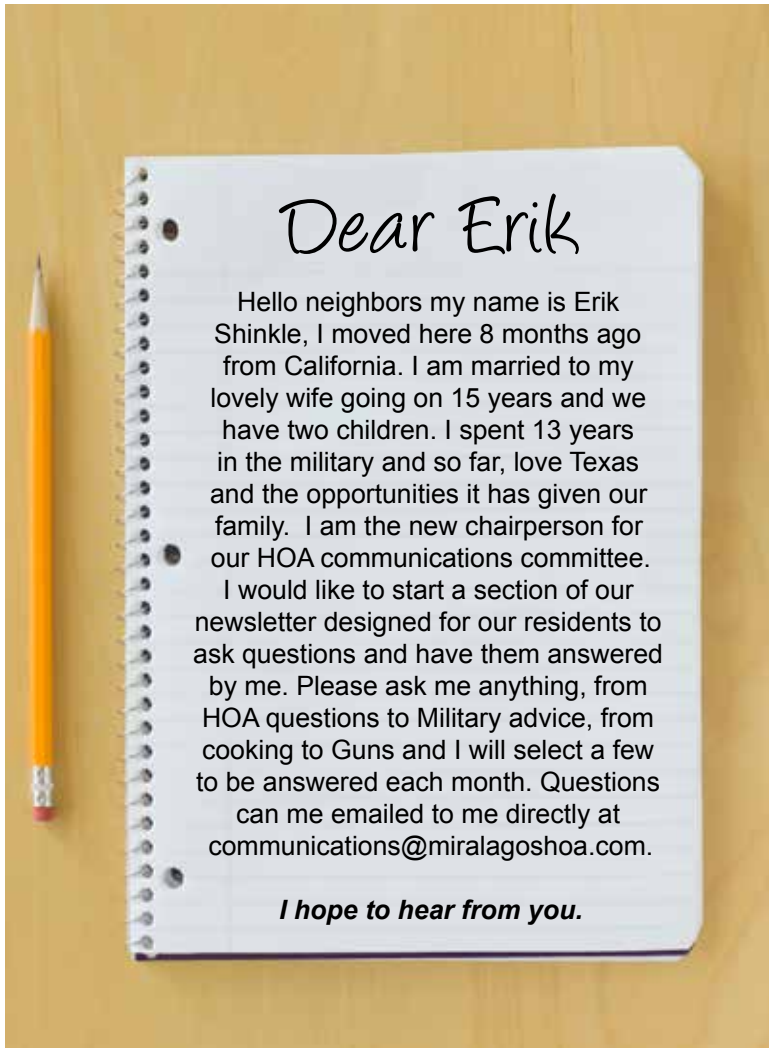 Dear Erik
Hello neighbors my name is Erik
Shinkle, I moved here 8 months ago
from California. I am married to my
lovely wife going on 15 years and we
have two children. I spent 13 years
in the military and so far, love Texas
and the opportunities it has given our
family.  I am the new chairperson for
our HOA communications committee.
I would like to start a section of our
newsletter designed for our residents to
ask questions and have them answered
by me. Please ask me anything, from
HOA questions to Military advice, from
cooking to Guns and I will select a few
to be answered each month. Questions
can me emailed to me directly at
communications@miralagoshoa.com.
I hope to hear from you.